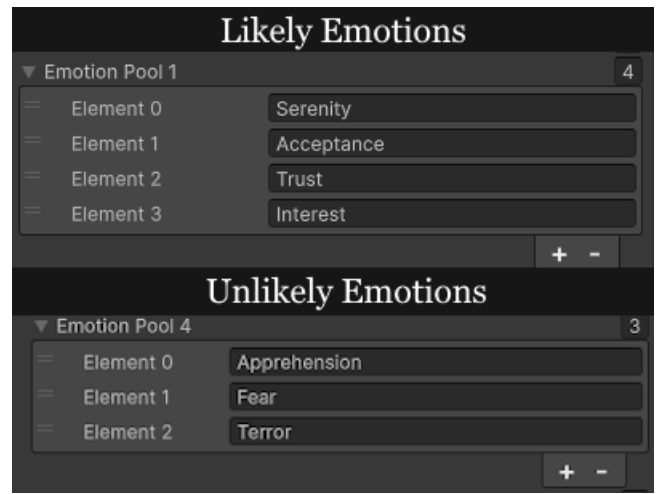 Likely Emotions
Emotion Pool 1 4
Element 0 Serenity
Element 1 Acceptance
Element 2 Trust
Element 3 Interest
+ -
Unlikely Emotions
Emotion Pool 4 3
Element 0 Apprehension
Element 1 Fear
Element 2 Terror
+ -